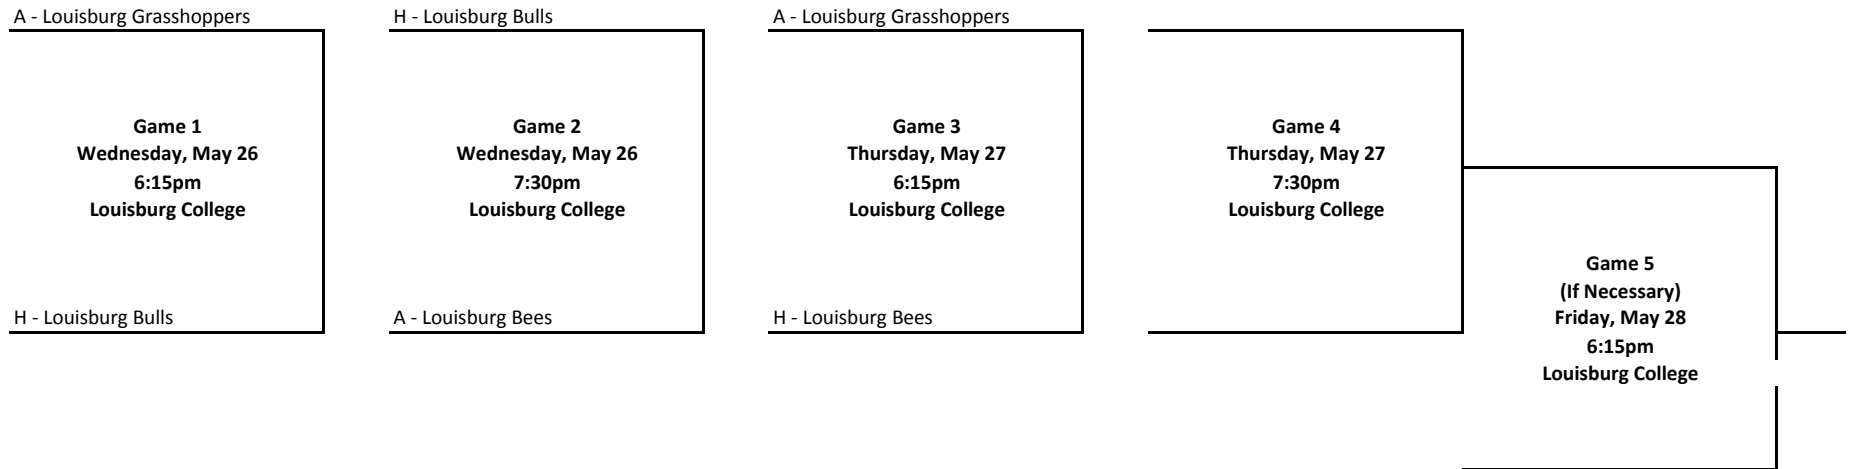 A - Louisburg Grasshoppers
Game 1
Wednesday, May 26
6:15pm
Louisburg College
H - Louisburg Bulls
H - Louisburg Bulls
Game 2
Wednesday, May 26
7:30pm
Louisburg College
A - Louisburg Bees
A - Louisburg Grasshoppers
Game 3
Thursday, May 27
6:15pm
Louisburg College
H - Louisburg Bees
Game 4
Thursday, May 27
7:30pm
Louisburg College
Game 5
(If Necessary)
Friday, May 28
6:15pm
Louisburg College